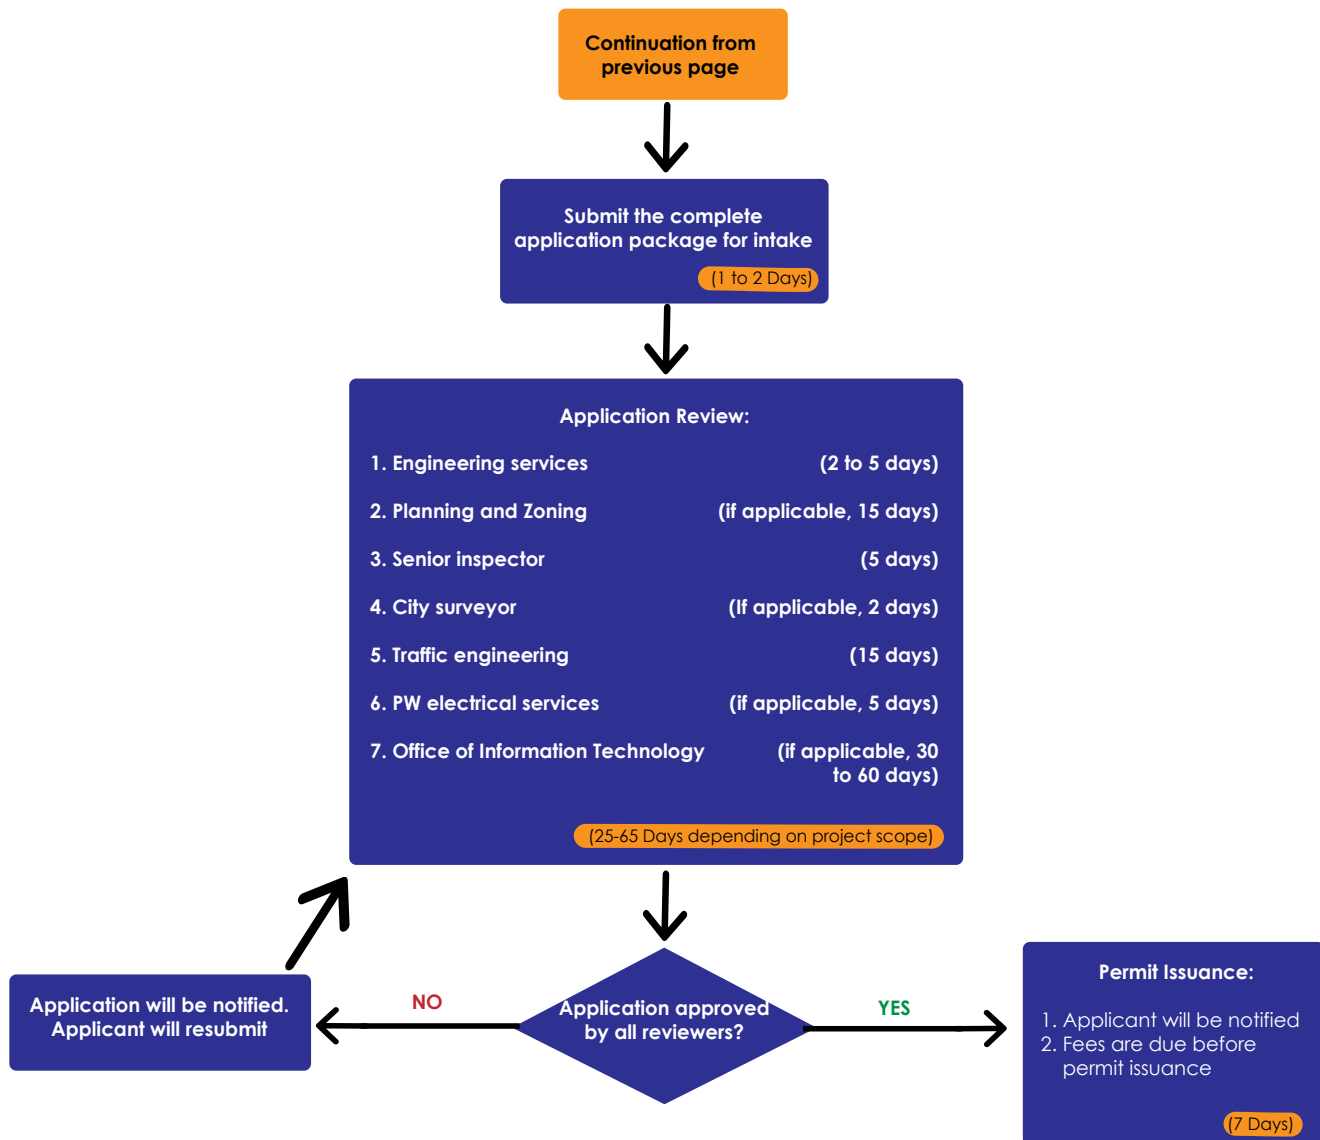 Continuation from
previous page
Submit the complete
application package for intake
(1 to 2 Days)
Application Review:
1. Engineering services (2 to 5 days)
2. Planning and Zoning (if applicable, 15 days)
3. Senior inspector (5 days)
4. City surveyor (If applicable, 2 days)
5. Traffic engineering (15 days)
6. PW electrical services (if applicable, 5 days)
7. Office of Information Technology (if applicable, 30
to 60 days)
(25-65 Days depending on project scope)
Application approved
by all reviewers?
NO
Application will be notified.
Applicant will resubmit
YES
Permit Issuance:
1. Applicant will be notified
2. Fees are due before
permit issuance
(7 Days)